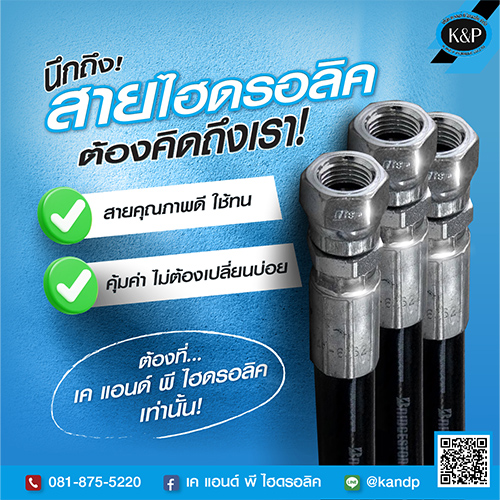 K&P
นึกถึง!
สายไฮดรอลิค
ต้องคิดถึงเรา!
สายคุณภาพดี ใช้ทน
คุ้มค่า ไม่ต้องเปลี่ยนบ่อย
ต้องที่...
เค แอนด์ พี ไฮดรอลิค
เท่านั้น!
BRIDGESTON
081-875-5220
เค แอนด์ พี ไฮดรอลิค
@kandp